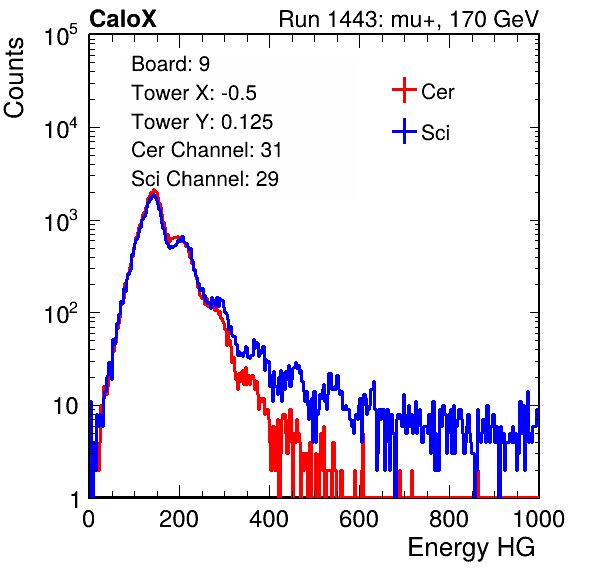 CaloX Run 1443: mu+, 170 GeV
Counts
Board: 9
Tower X: -0.5
Tower Y: 0.125
Cer Channel: 31
Sci Channel: 29
Cer
Sci
10^5
10^4
10^3
10^2
10
1
0 200 400 600 800 1000
Energy HG